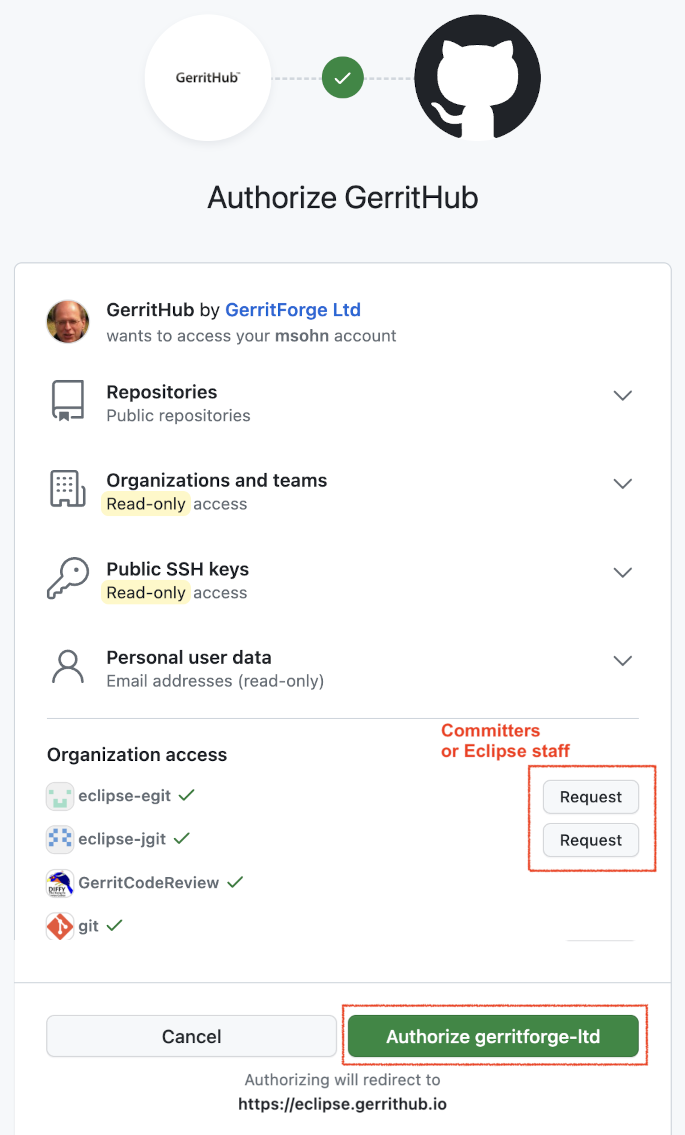 GerritHub™
Authorize GerritHub
GerritHub by GerritForge Ltd
wants to access your msohn account
Repositories
Public repositories
Organizations and teams
Read-only access
Public SSH keys
Read-only access
Personal user data
Email addresses (read-only)
Committers
or Eclipse staff
Organization access
eclipse-egit
Request
eclipse-jgit
Request
DIFFY
GerritCodeReview
git
Cancel
Authorize gerritforge-ltd
Authorizing will redirect to
https://eclipse.gerrithub.io